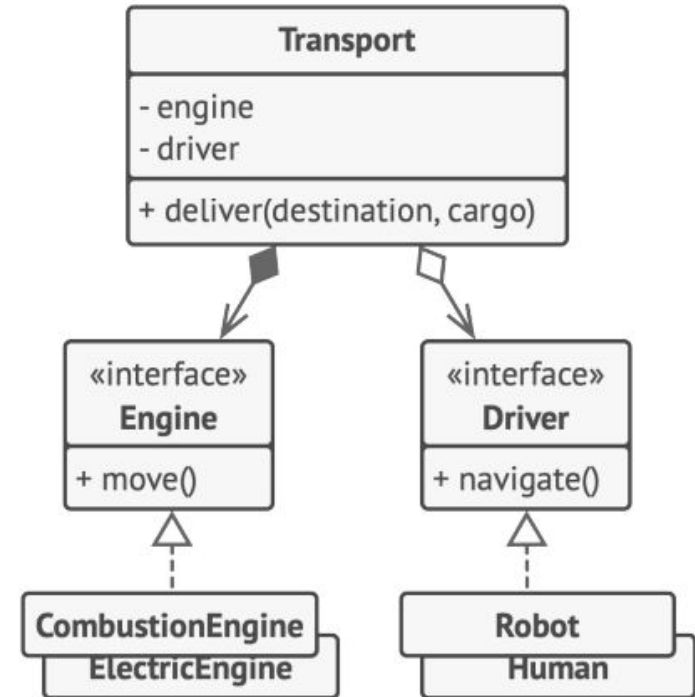 Transport
- engine
- driver
+ deliver(destination, cargo)
«interface»
Engine
+ move()
«interface»
Driver
+ navigate()
CombustionEngine
ElectricEngine
Robot
Human